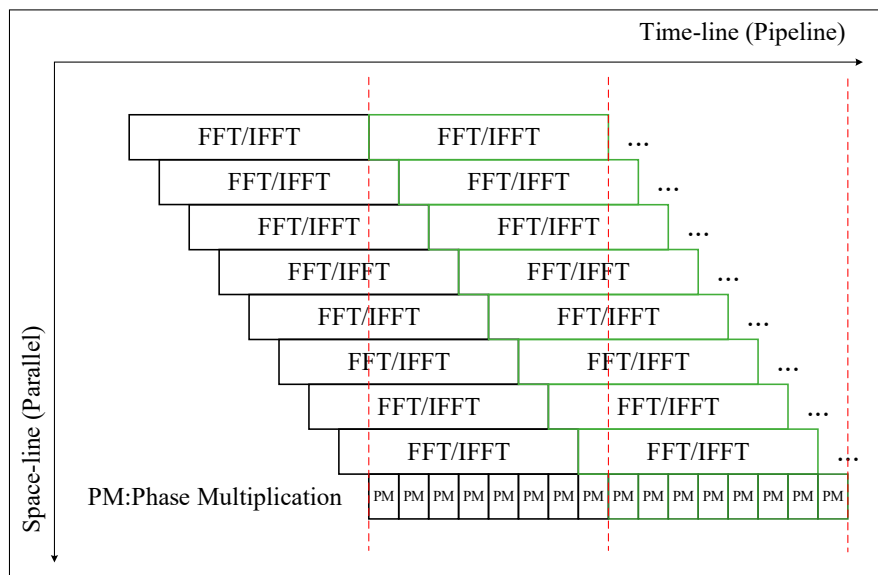 Time-line (Pipeline)
FFT/IFFT FFT/IFFT ...
FFT/IFFT FFT/IFFT ...
FFT/IFFT FFT/IFFT ...
FFT/IFFT FFT/IFFT ...
FFT/IFFT FFT/IFFT ...
FFT/IFFT FFT/IFFT ...
FFT/IFFT FFT/IFFT ...
FFT/IFFT FFT/IFFT ...
PM:Phase Multiplication PM PM PM PM PM PM PM PM PM PM PM PM PM PM PM PM
Space-line (Parallel)